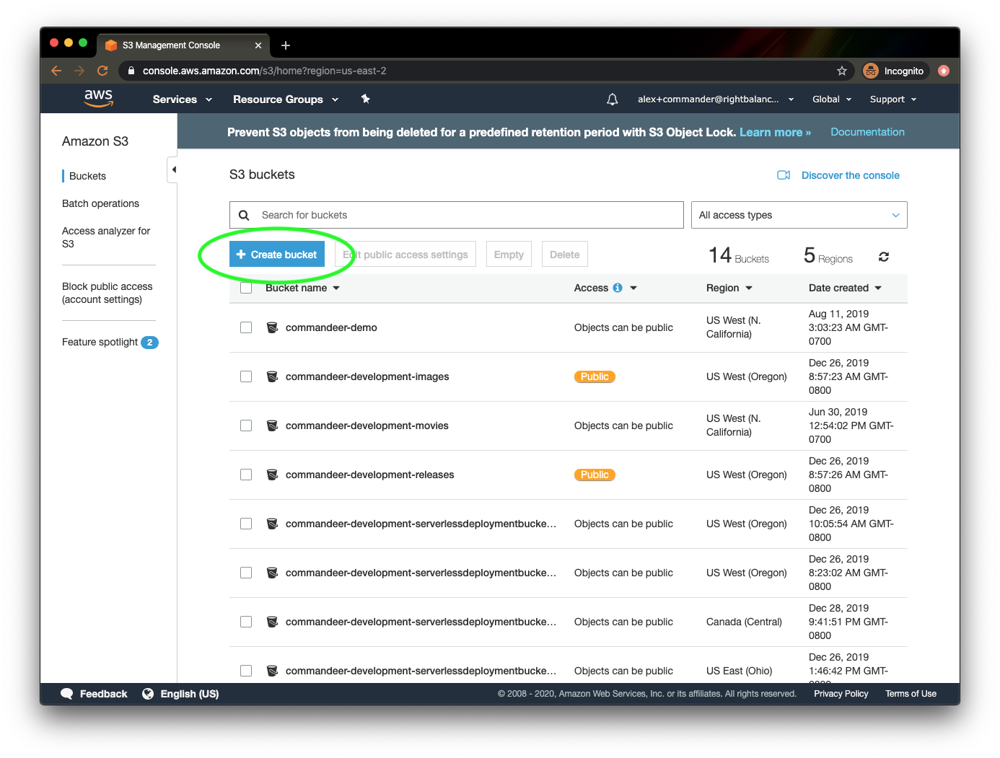 S3 Management Console
console.aws.amazon.com/s3/home?region=us-east-2
Incognito
aws
Services
Resource Groups
alex+commander@rightbalanc...
Global
Support
Amazon S3
Buckets
Batch operations
Access analyzer for
S3
Block public access
(account settings)
Feature spotlight 2
Prevent S3 objects from being deleted for a predefined retention period with S3 Object Lock. Learn more » Documentation
S3 buckets
Discover the console
Search for buckets
All access types
+ Create bucket
Edit public access settings
Empty
Delete
14 Buckets
5 Regions
Bucket name
Access
Region
Date created
commandeer-demo
Objects can be public
US West (N.
California)
Aug 11, 2019
3:03:23 AM GMT-
0700
commandeer-development-images
Public
US West (Oregon)
Dec 26, 2019
8:57:23 AM GMT-
0800
commandeer-development-movies
Objects can be public
US West (N.
California)
Jun 30, 2019
12:54:02 PM GMT-
0700
commandeer-development-releases
Public
US West (Oregon)
Dec 26, 2019
8:57:26 AM GMT-
0800
commandeer-development-serverlessdeploymentbucke...
Objects can be public
US West (Oregon)
Dec 26, 2019
10:05:54 AM GMT-
0800
commandeer-development-serverlessdeploymentbucke...
Objects can be public
US West (Oregon)
Dec 26, 2019
8:23:02 AM GMT-
0800
commandeer-development-serverlessdeploymentbucke...
Objects can be public
Canada (Central)
Dec 28, 2019
9:41:51 PM GMT-
0800
commandeer-development-serverlessdeploymentbucke...
Objects can be public
US East (Ohio)
Dec 26, 2019
1:46:42 PM GMT-
0800
Feedback
English (US)
© 2008 - 2020, Amazon Web Services, Inc. or its affiliates. All rights reserved.
Privacy Policy
Terms of Use